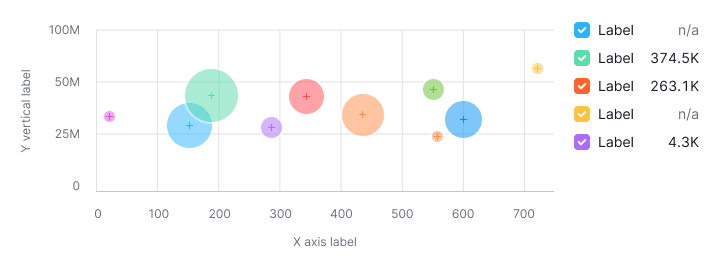 100M
50M
25M
0
Y vertical label
0 100 200 300 400 500 600 700
X axis label
Label n/a
Label 374.5K
Label 263.1K
Label n/a
Label 4.3K